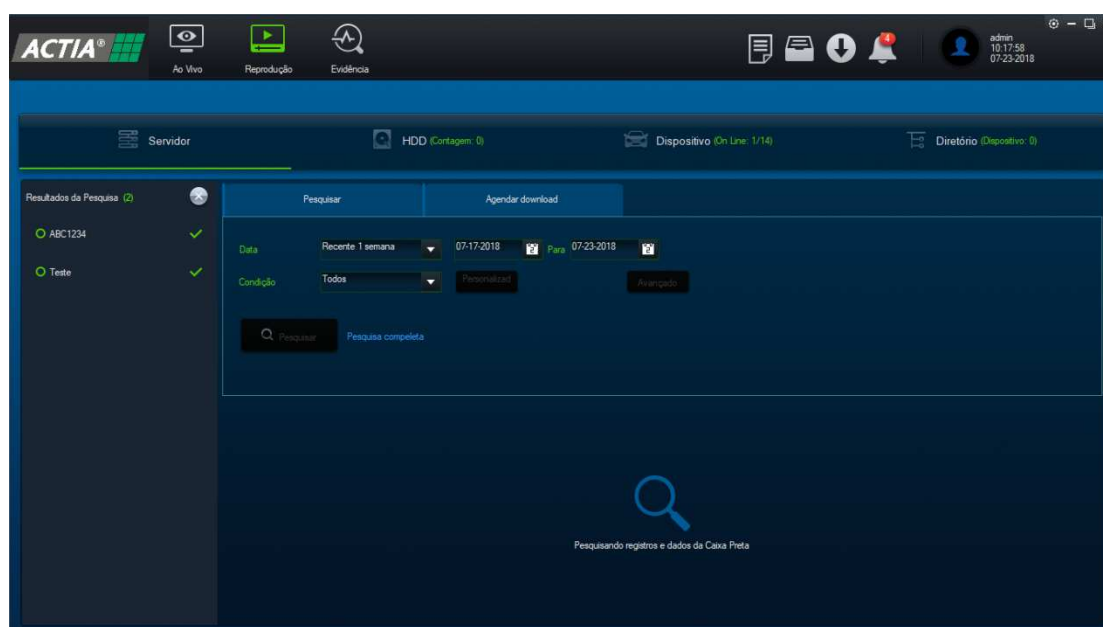 ACTIA®
Ao Vivo
Reprodução
Evidência
4
admin
10:17:58
07-23-2018
Servidor
HDD (Contagem: 0)
Dispositivo (On Line: 1/14)
Diretório (Dispositivo: 0)
Resultados da Pesquisa (2)
ABC1234
Teste
Pesquisar
Agendar download
Data
Recente 1 semana
07-17-2018
Para
07-23-2018
Condição
Todos
Personalizad
Avançado
Pesquisar
Pesquisa compeleta
Pesquisando registros e dados da Caixa Preta